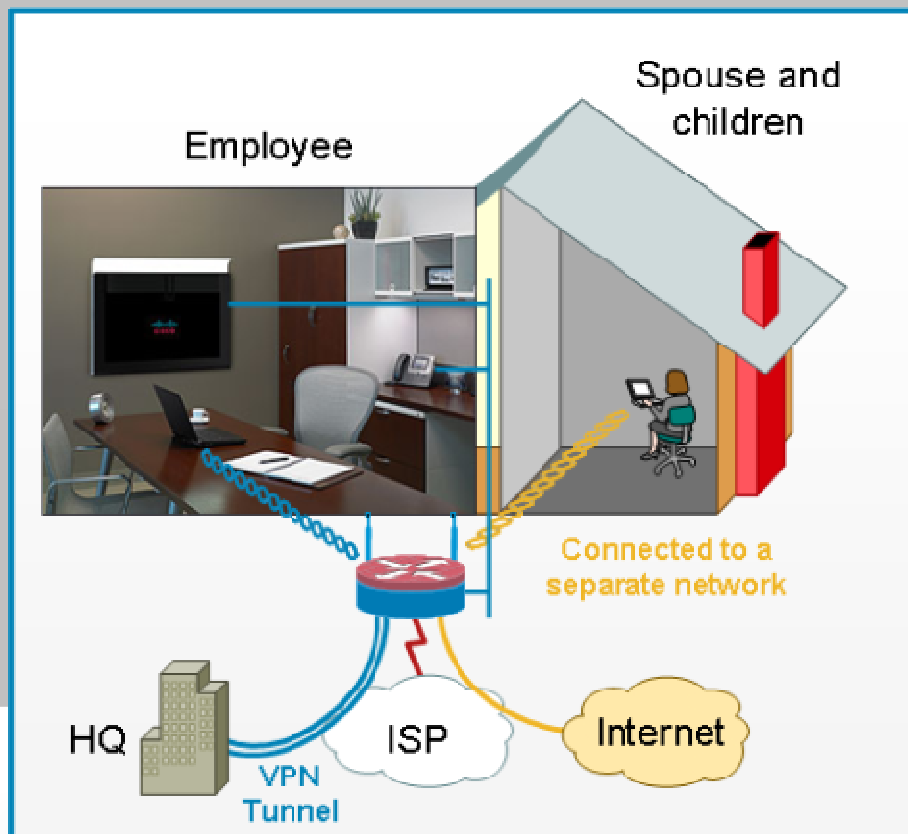 Spouse and
children
Employee
Connected to a
separate network
HQ
ISP
Internet
VPN
Tunnel